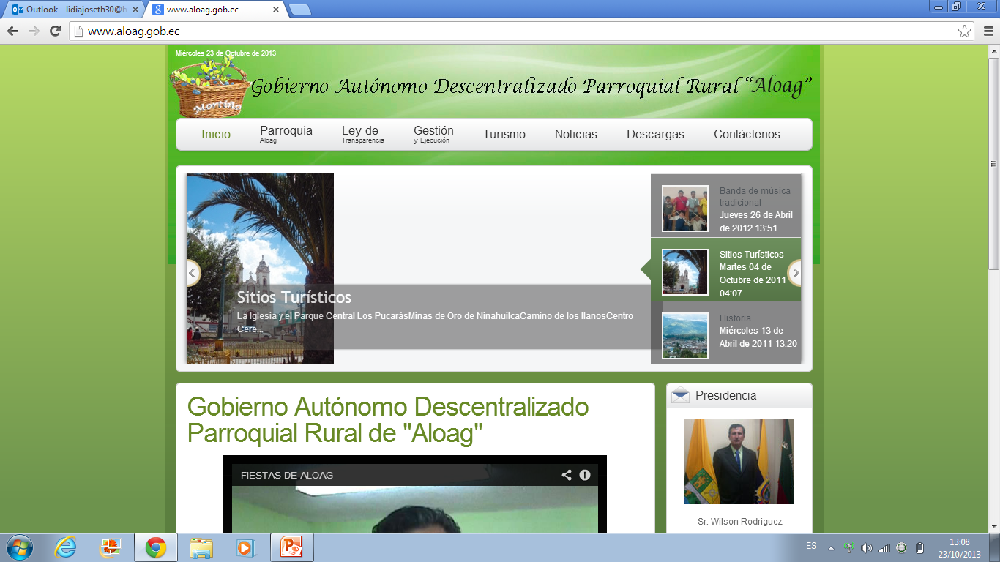 Outlook - lidiajoseth30@h
www.aloag.gob.ec
www.aloag.gob.ec
Miércoles 23 de Octubre de 2013
Mortiño
Gobierno Autónomo Descentralizado Parroquial Rural “Aloag”
Inicio
Parroquia
Aloag
Ley de
Transparencia
Gestión
y Ejecución
Turismo
Noticias
Descargas
Contáctenos
Sitios Turísticos
La Iglesia y el Parque Central Los PucarásMinas de Oro de NinahuilcaCamino de los llanosCentro
Cere...
Banda de música
tradicional
Jueves 26 de Abril
de 2012 13:51
Sitios Turísticos
Martes 04 de
Octubre de 2011
04:07
Historia
Miércoles 13 de
Abril de 2011 13:20
Gobierno Autónomo Descentralizado
Parroquial Rural de "Aloag"
FIESTAS DE ALOAG
Presidencia
Sr. Wilson Rodriguez
ES
13:08
23/10/2013